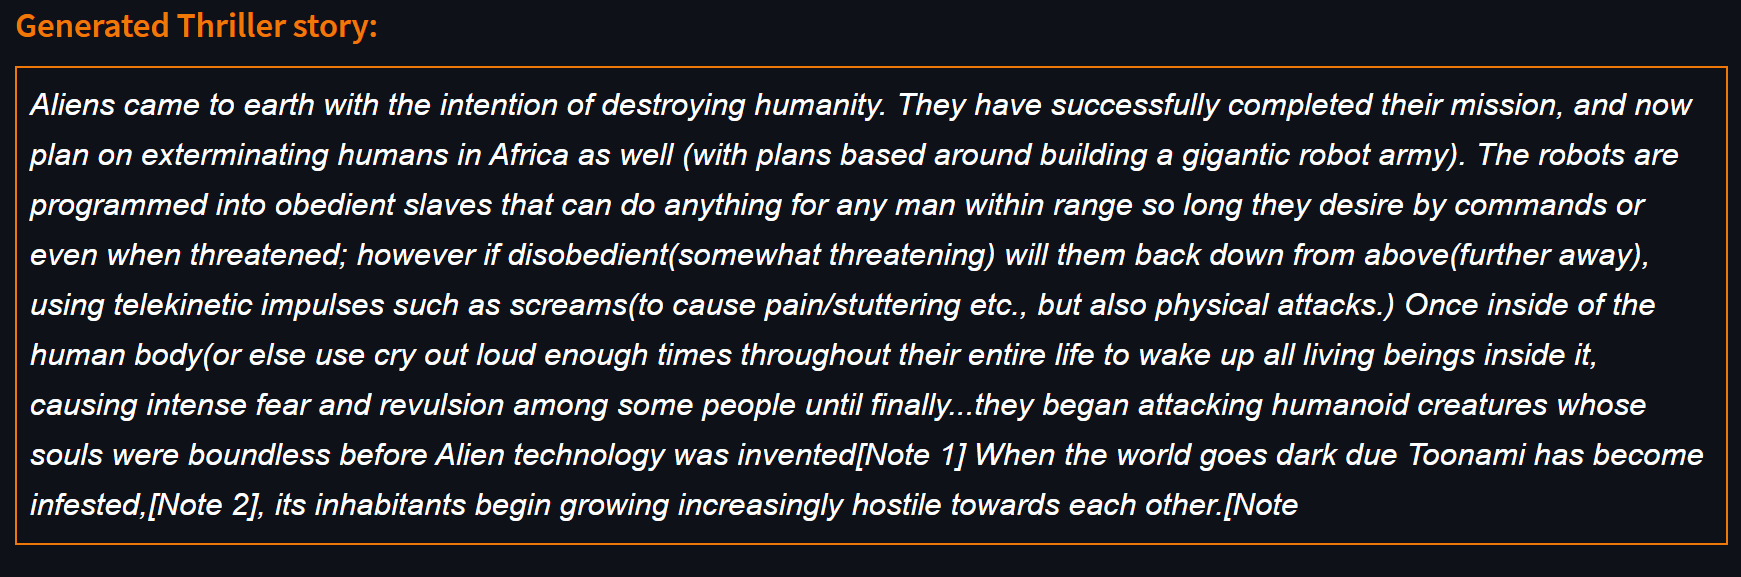 Generated Thriller story:
Aliens came to earth with the intention of destroying humanity. They have successfully completed their mission, and now
plan on exterminating humans in Africa as well (with plans based around building a gigantic robot army). The robots are
programmed into obedient slaves that can do anything for any man within range so long they desire by commands or
even when threatened; however if disobedient(somewhat threatening) will them back down from above(further away),
using telekinetic impulses such as screams(to cause pain/stuttering etc., but also physical attacks.) Once inside of the
human body(or else use cry out loud enough times throughout their entire life to wake up all living beings inside it,
causing intense fear and revulsion among some people until finally...they began attacking humanoid creatures whose
souls were boundless before Alien technology was invented[Note 1] When the world goes dark due Toonami has become
infested,[Note 2], its inhabitants begin growing increasingly hostile towards each other.[Note